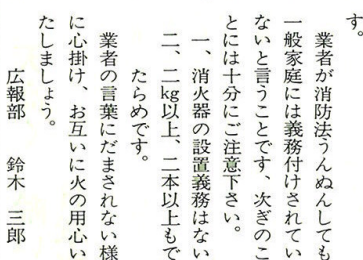 す。
業者が消防法うんぬんしても
一般家庭には義務付けされてい
ないと言うことです、次ぎのこ
とには十分にご注意下さい。
一、消火器の設置義務はない
二、二kg以上、二本以上もで
たらめです。
業者の言葉にだまされない様
に心掛け、お互いに火の用心い
たしましょう。
広報部　鈴木　三郎